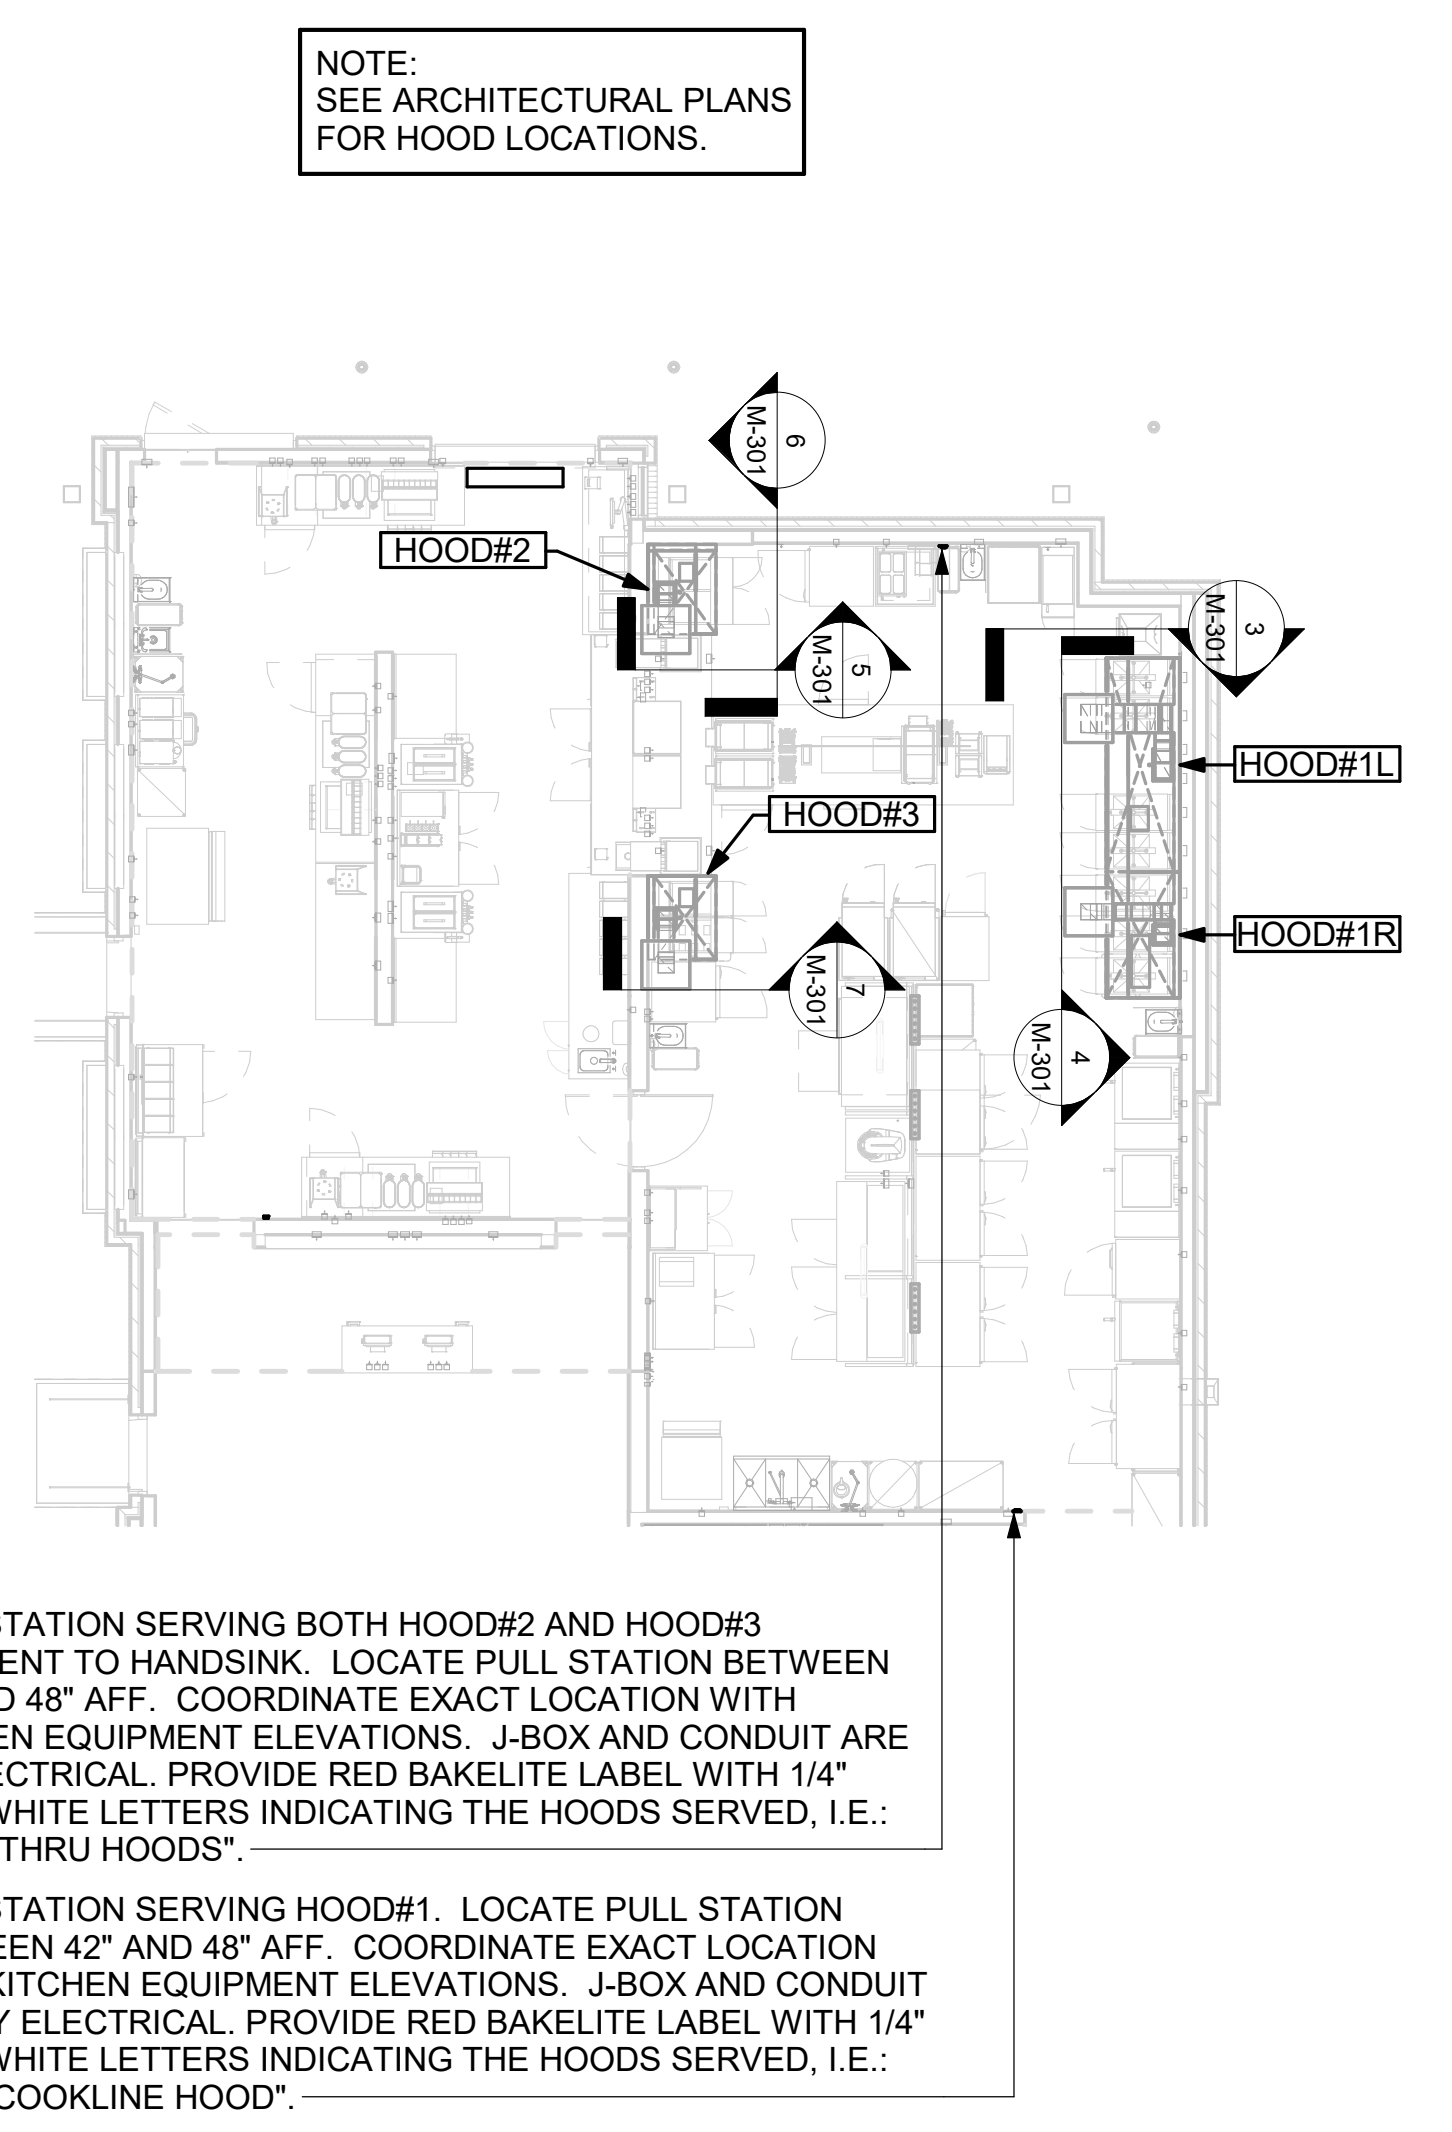 NOTE:
SEE ARCHITECTURAL PLANS
FOR HOOD LOCATIONS.
6
M-301
HOOD#2
3
M-301
5
M-301
HOOD#1L
HOOD#3
HOOD#1R
7
M-301
4
M-301
STATION SERVING BOTH HOOD#2 AND HOOD#3
ENT TO HANDSINK. LOCATE PULL STATION BETWEEN
D 48" AFF. COORDINATE EXACT LOCATION WITH
EN EQUIPMENT ELEVATIONS. J-BOX AND CONDUIT ARE
ECTRICAL. PROVIDE RED BAKELITE LABEL WITH 1/4"
WHITE LETTERS INDICATING THE HOODS SERVED, I.E.:
THRU HOODS".
STATION SERVING HOOD#1. LOCATE PULL STATION
EEN 42" AND 48" AFF. COORDINATE EXACT LOCATION
KITCHEN EQUIPMENT ELEVATIONS. J-BOX AND CONDUIT
Y ELECTRICAL. PROVIDE RED BAKELITE LABEL WITH 1/4"
WHITE LETTERS INDICATING THE HOODS SERVED, I.E.:
COOKLINE HOOD".